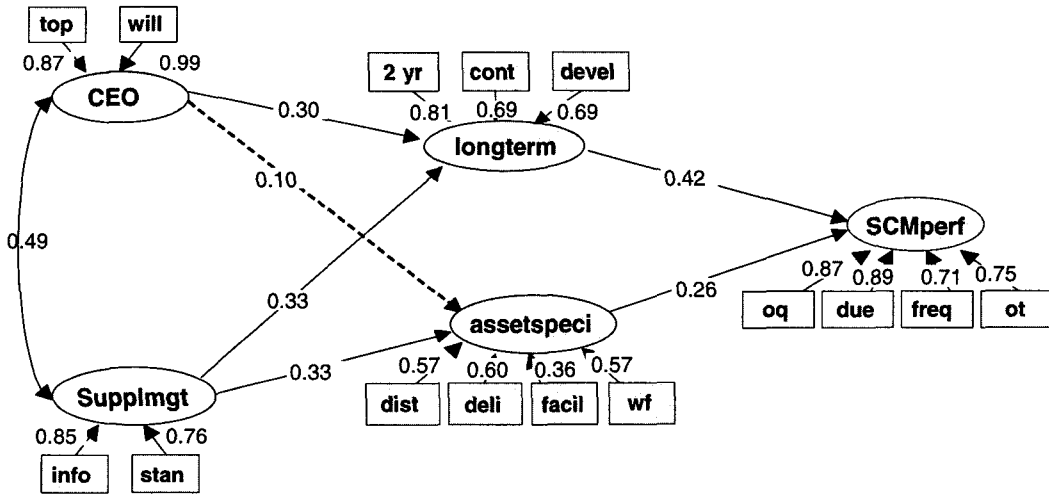 top will
0.87 0.99
CEO
2 yr cont devel
0.81 0.69 0.69
longterm
0.30
0.10
0.42
0.49
SCMperf
0.87 0.89 0.71 0.75
oq due freq ot
0.33
0.26
assetspeci
0.33
0.57 0.60 0.36 0.57
dist deli facil wf
Supplmgt
0.85 0.76
info stan